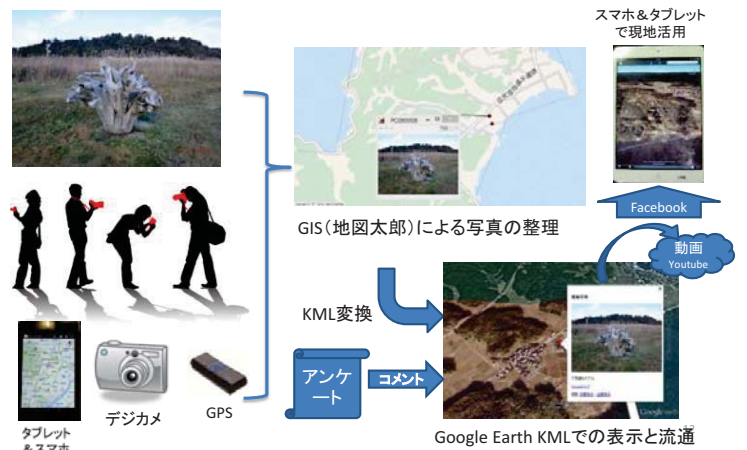 スマホ＆タブレット
で現地活用
GIS（地図太郎）による写真の整理
Facebook
動画
Youtube
KML変換
アンケ
ート
コメント
デジカメ
GPS
タブレット
＆スマホ
Google Earth KMLでの表示と流通